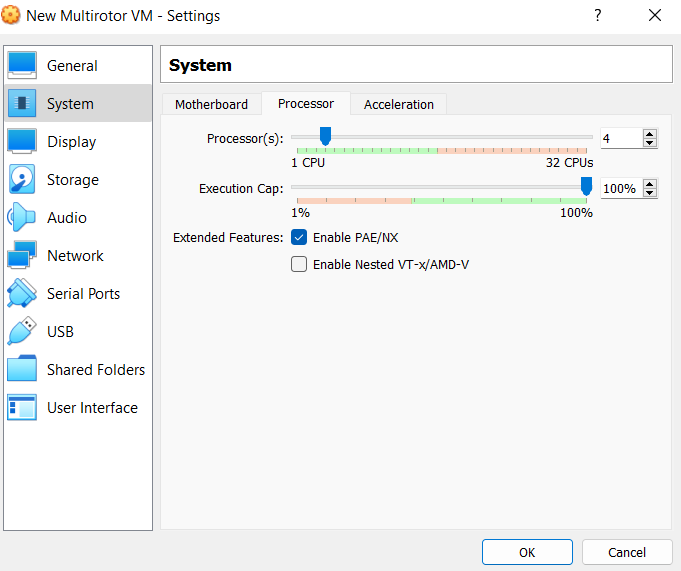 New Multirotor VM - Settings
?
General
System
Display
Storage
Audio
Network
Serial Ports
USB
Shared Folders
User Interface
System
Motherboard Processor Acceleration
Processor(s): 4
1 CPU 32 CPUs
Execution Cap: 100%
1% 100%
Extended Features: Enable PAE/NX
Enable Nested VT-x/AMD-V
OK Cancel